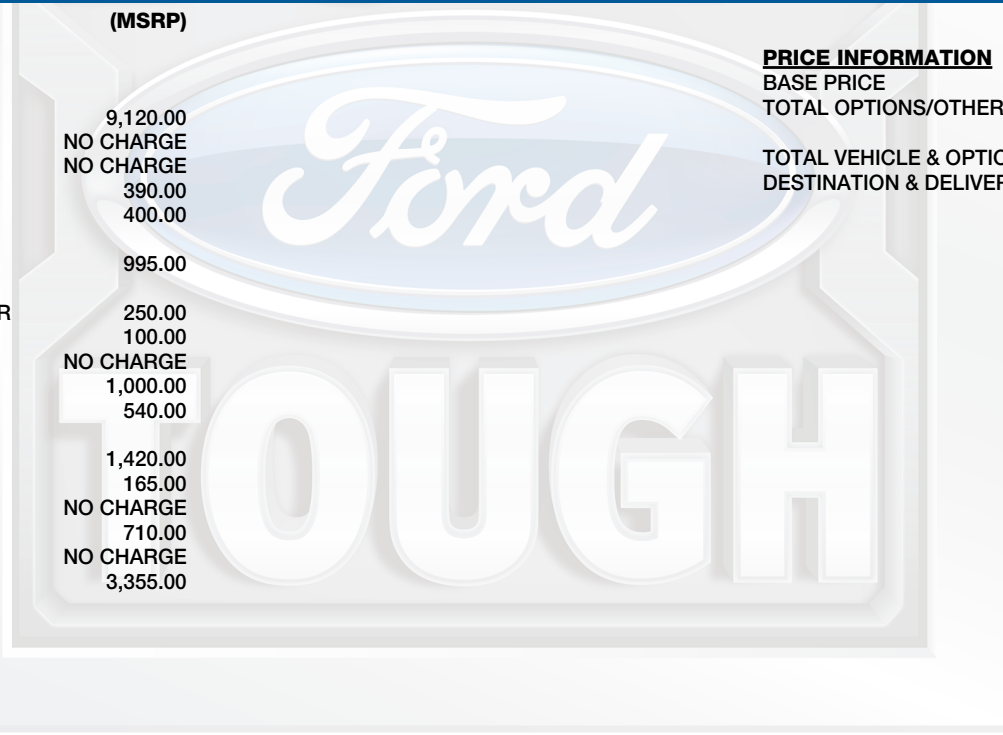 (MSRP)
9,120.00
NO CHARGE
NO CHARGE
390.00
400.00
995.00
R 250.00
100.00
NO CHARGE
1,000.00
540.00
1,420.00
165.00
NO CHARGE
710.00
NO CHARGE
3,355.00
PRICE INFORMATION
BASE PRICE
TOTAL OPTIONS/OTHER
TOTAL VEHICLE & OPTIO
DESTINATION & DELIVER
Ford
TOUGH